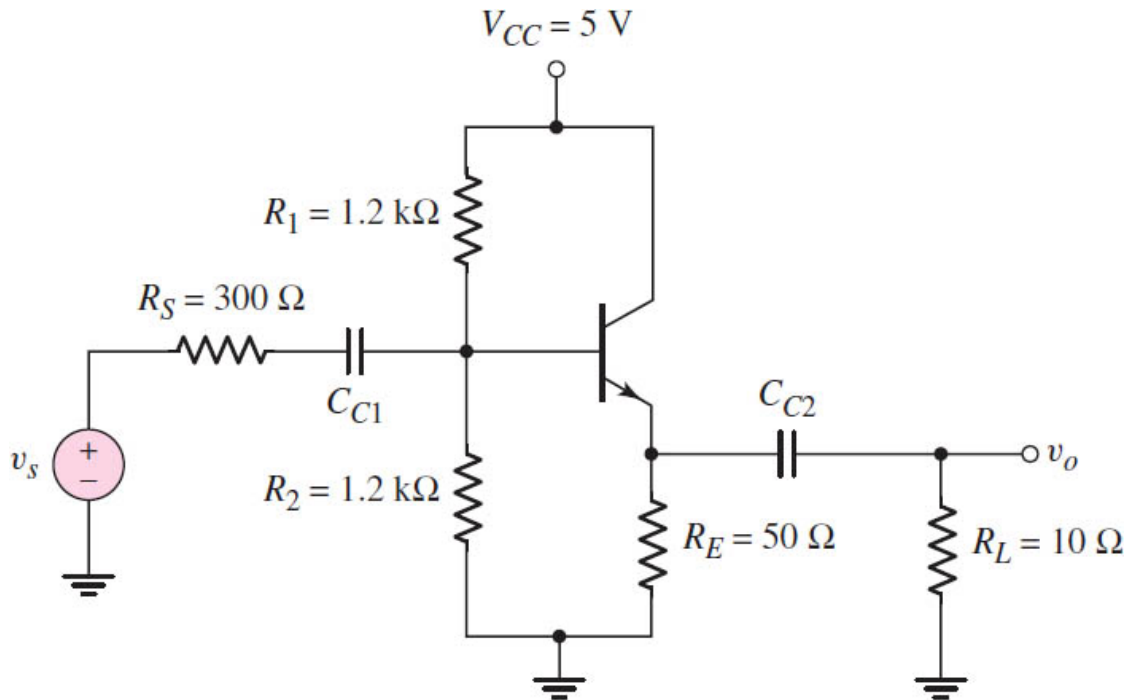 V_CC = 5 V
R_1 = 1.2 kΩ
R_S = 300 Ω
C_C1
C_C2
v_s
+
−
v_o
R_2 = 1.2 kΩ
R_E = 50 Ω
R_L = 10 Ω